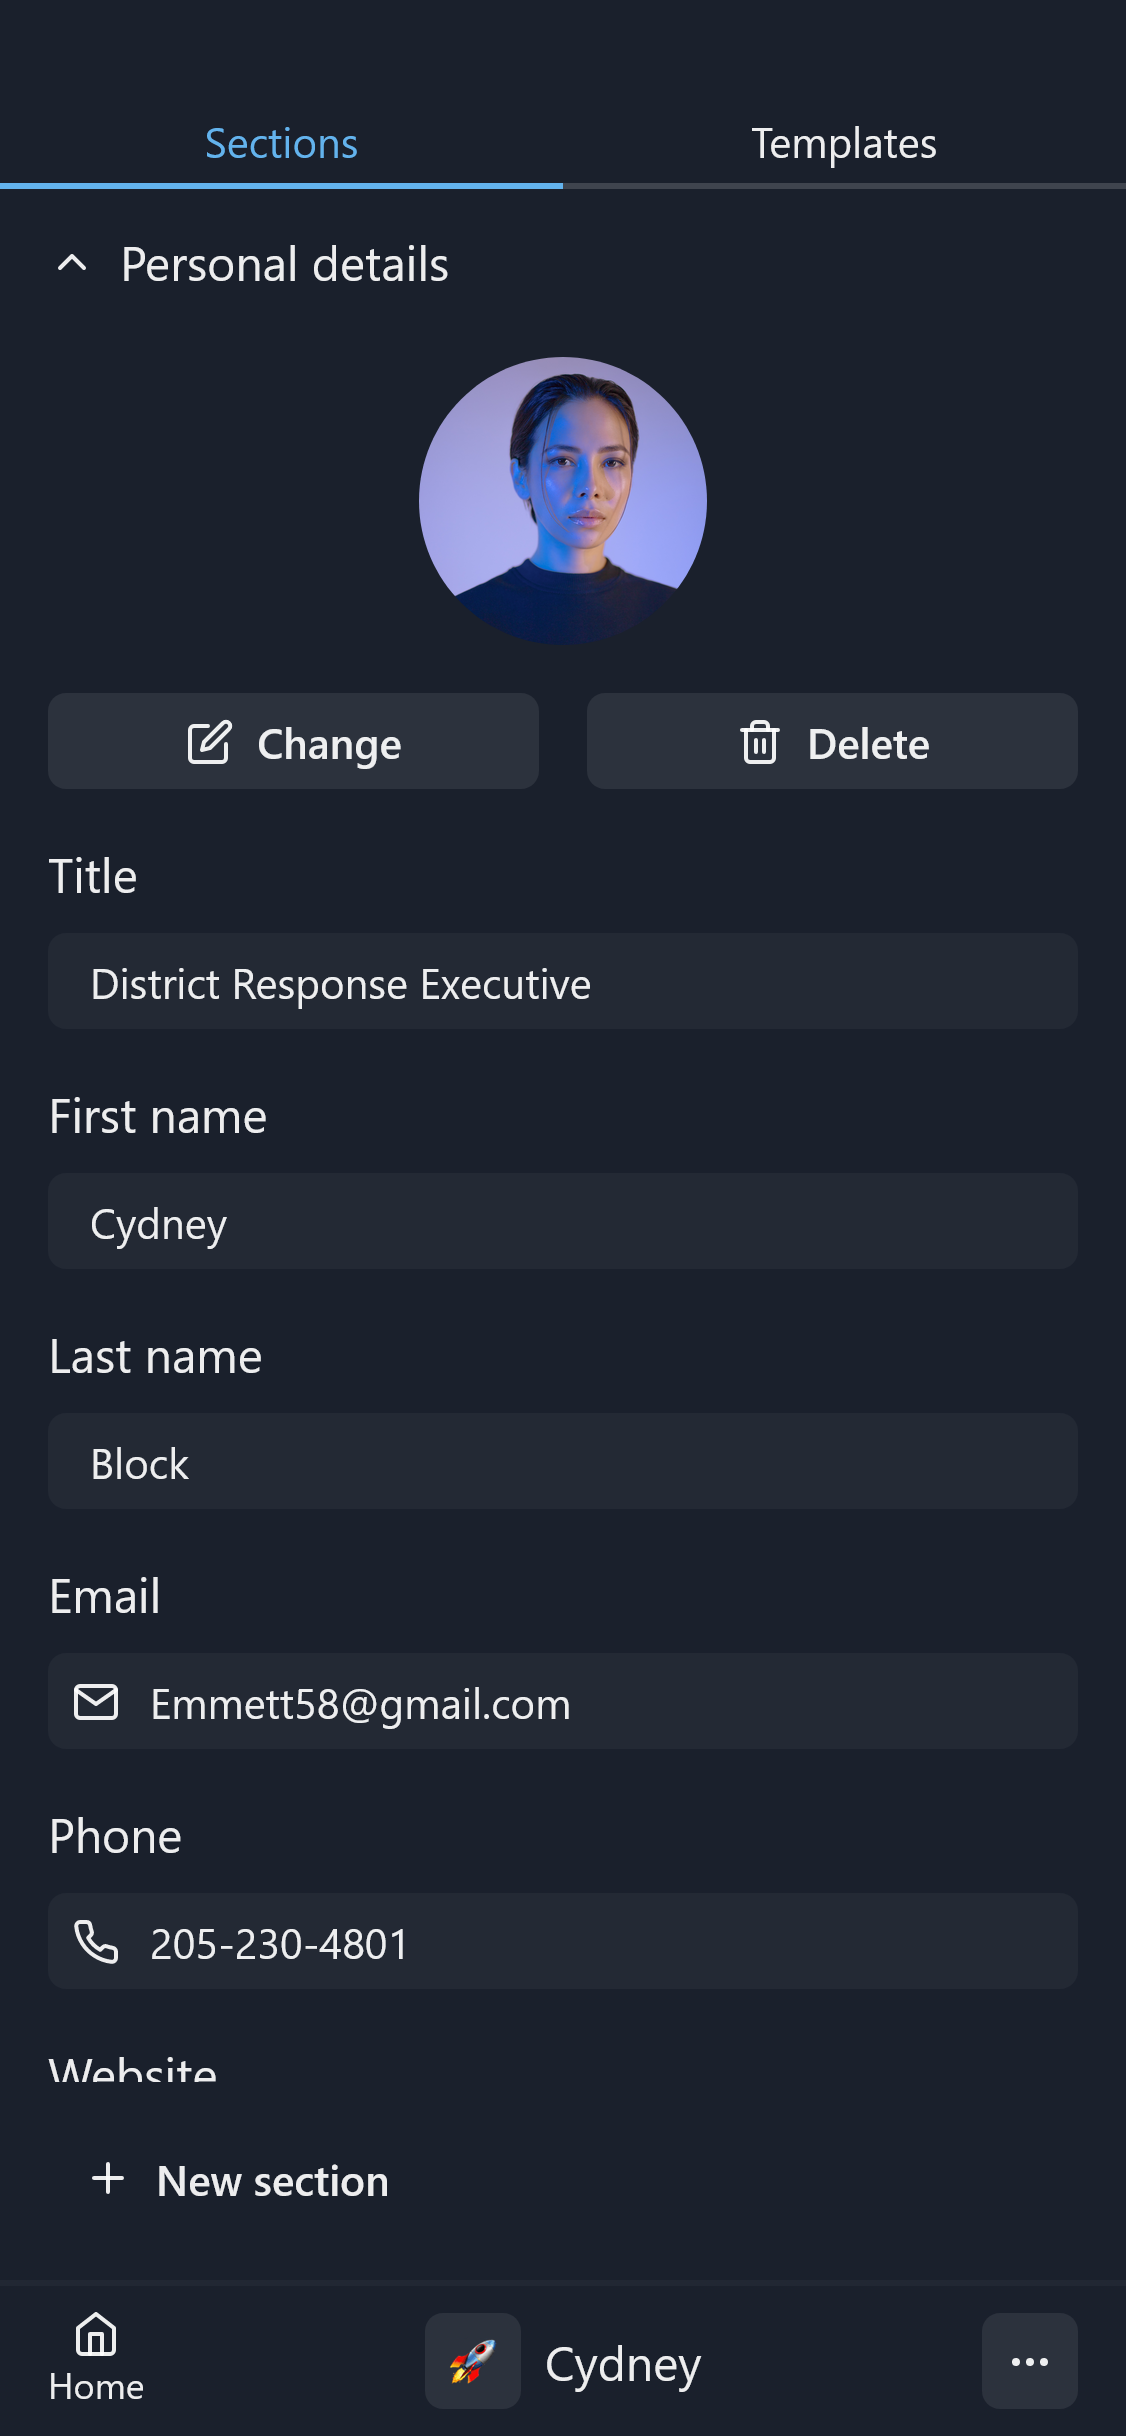 Sections
Templates
Personal details
Change
Delete
Title
District Response Executive
First name
Cydney
Last name
Block
Email
Emmett58@gmail.com
Phone
205-230-4801
Website
New section
Home
Cydney